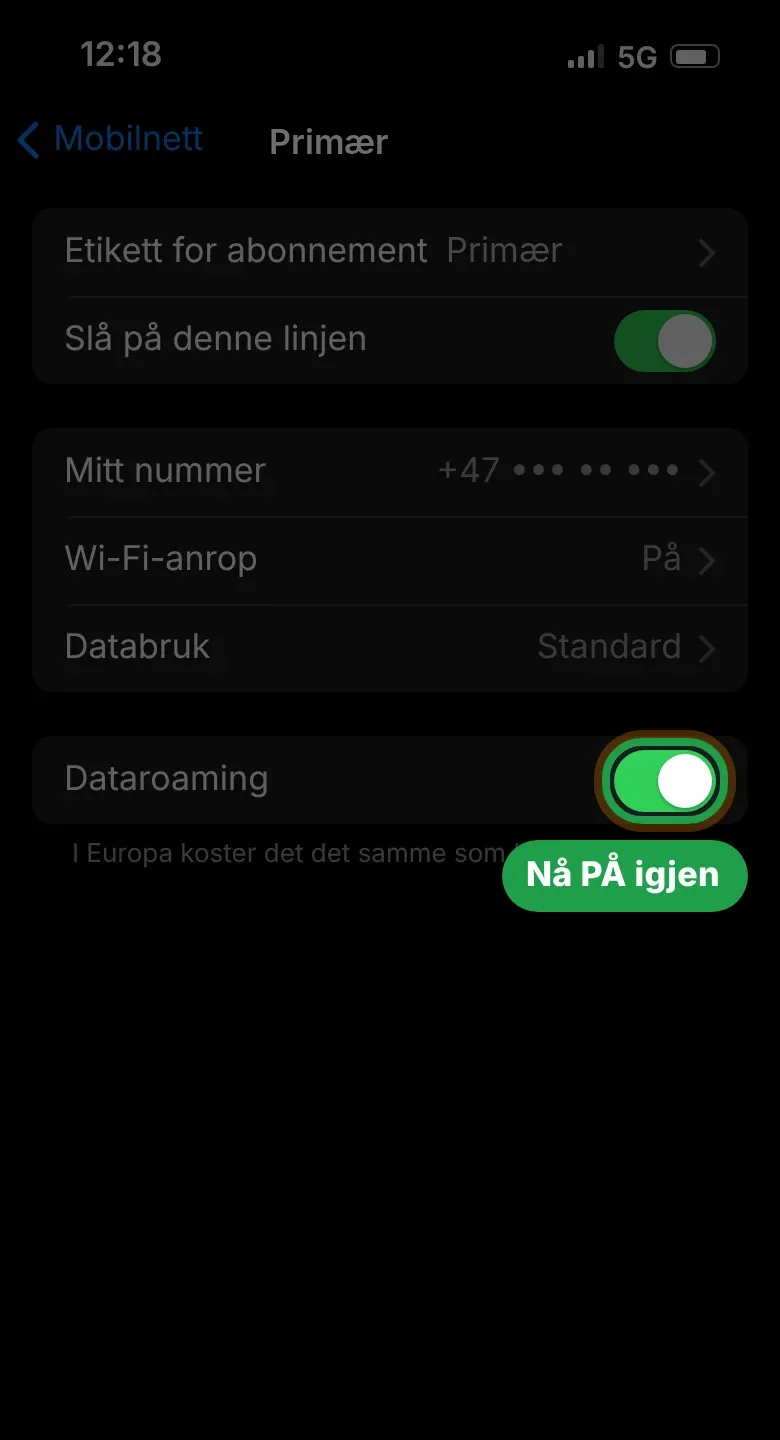 12:18 5G
Mobilnett Primær
Etikett for abonnement Primær
Slå på denne linjen
Mitt nummer +47 ••• •• •••
Wi-Fi-anrop På
Databruk Standard
Dataroaming
I Europa koster det det samme som
Nå PÅ igjen